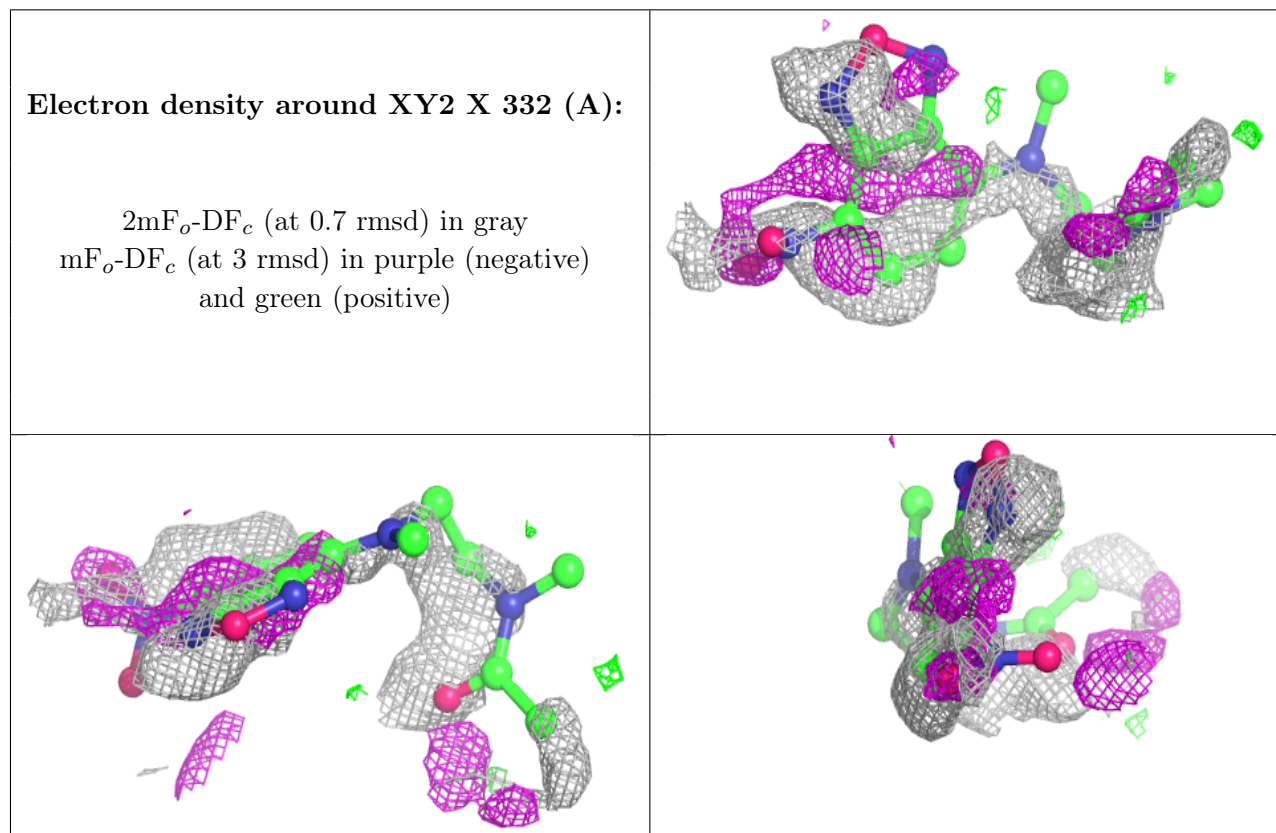 Electron density around XY2 X 332 (A):
2mFₒ-DF𝒸 (at 0.7 rmsd) in gray
mFₒ-DF𝒸 (at 3 rmsd) in purple (negative)
and green (positive)